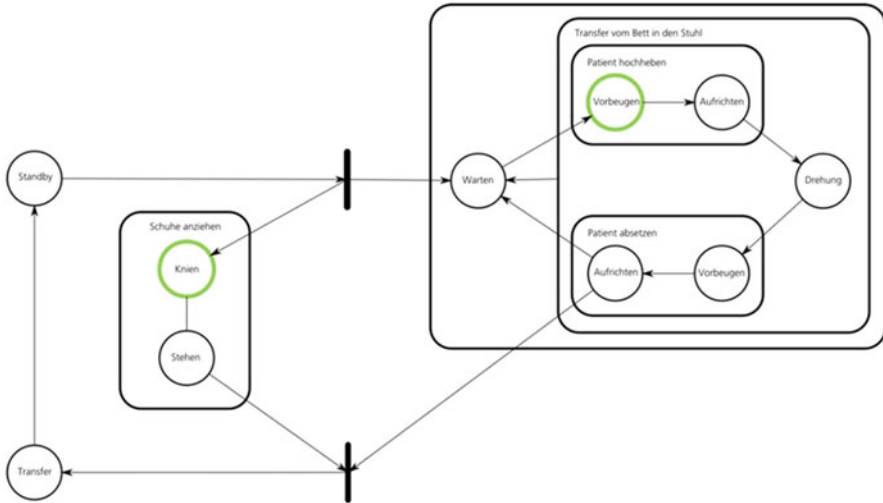 Transfer vom Bett in den Stuhl
Patient hochheben
Vorbeugen
Aufrichten
Standby
Warten
Drehung
Schuhe anziehen
Knien
Stehen
Patient absetzen
Aufrichten
Vorbeugen
Transfer